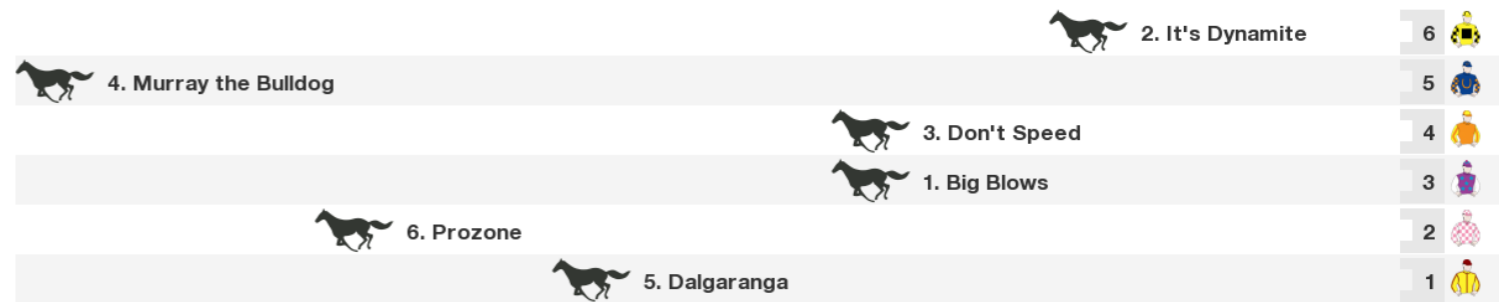 2. It's Dynamite 6
4. Murray the Bulldog 5
3. Don't Speed 4
1. Big Blows 3
6. Prozone 2
5. Dalgaranga 1